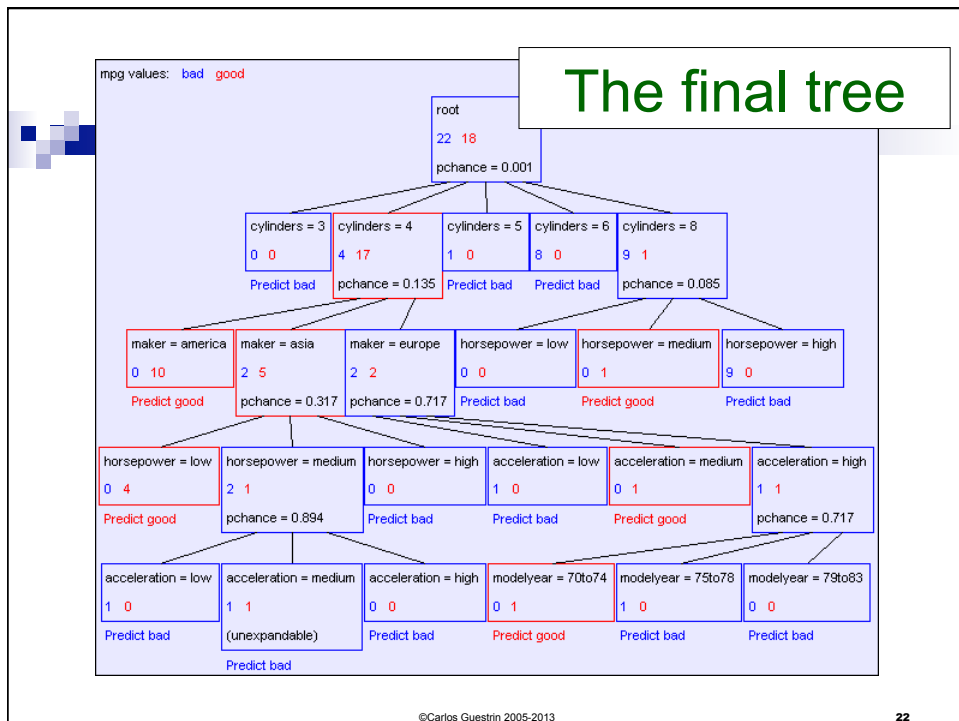 The final tree
mpg values: bad good
root
22 18
pchance = 0.001
cylinders = 3
0 0
Predict bad
cylinders = 4
4 17
pchance = 0.135
cylinders = 5
1 0
Predict bad
cylinders = 6
8 0
Predict bad
cylinders = 8
9 1
pchance = 0.085
maker = america
0 10
Predict good
maker = asia
2 5
pchance = 0.317
maker = europe
2 2
pchance = 0.717
horsepower = low
0 0
Predict bad
horsepower = medium
0 1
Predict good
horsepower = high
9 0
Predict bad
horsepower = low
0 4
Predict good
horsepower = medium
2 1
pchance = 0.894
horsepower = high
0 0
Predict bad
acceleration = low
1 0
Predict bad
acceleration = medium
0 1
Predict good
acceleration = high
1 1
pchance = 0.717
acceleration = low
1 0
Predict bad
acceleration = medium
1 1
(unexpandable)
Predict bad
acceleration = high
0 0
Predict bad
modelyear = 70to74
0 1
Predict good
modelyear = 75to78
1 0
Predict bad
modelyear = 79to83
0 0
Predict bad
©Carlos Guestrin 2005-2013
22